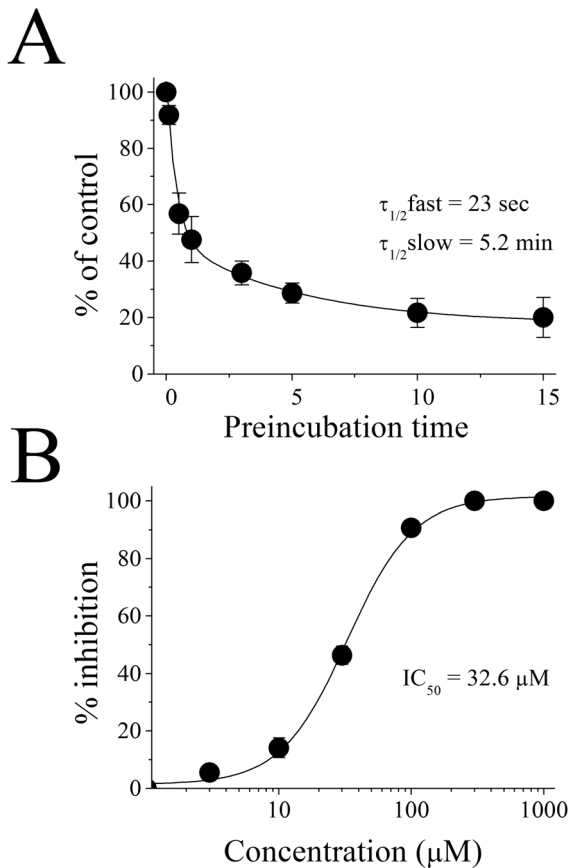 A
100
80
60
40
20
0
% of control
τ1/2fast = 23 sec
τ1/2slow = 5.2 min
0 5 10 15
Preincubation time
B
100
80
60
40
20
0
% inhibition
IC50 = 32.6 µM
10 100 1000
Concentration (µM)